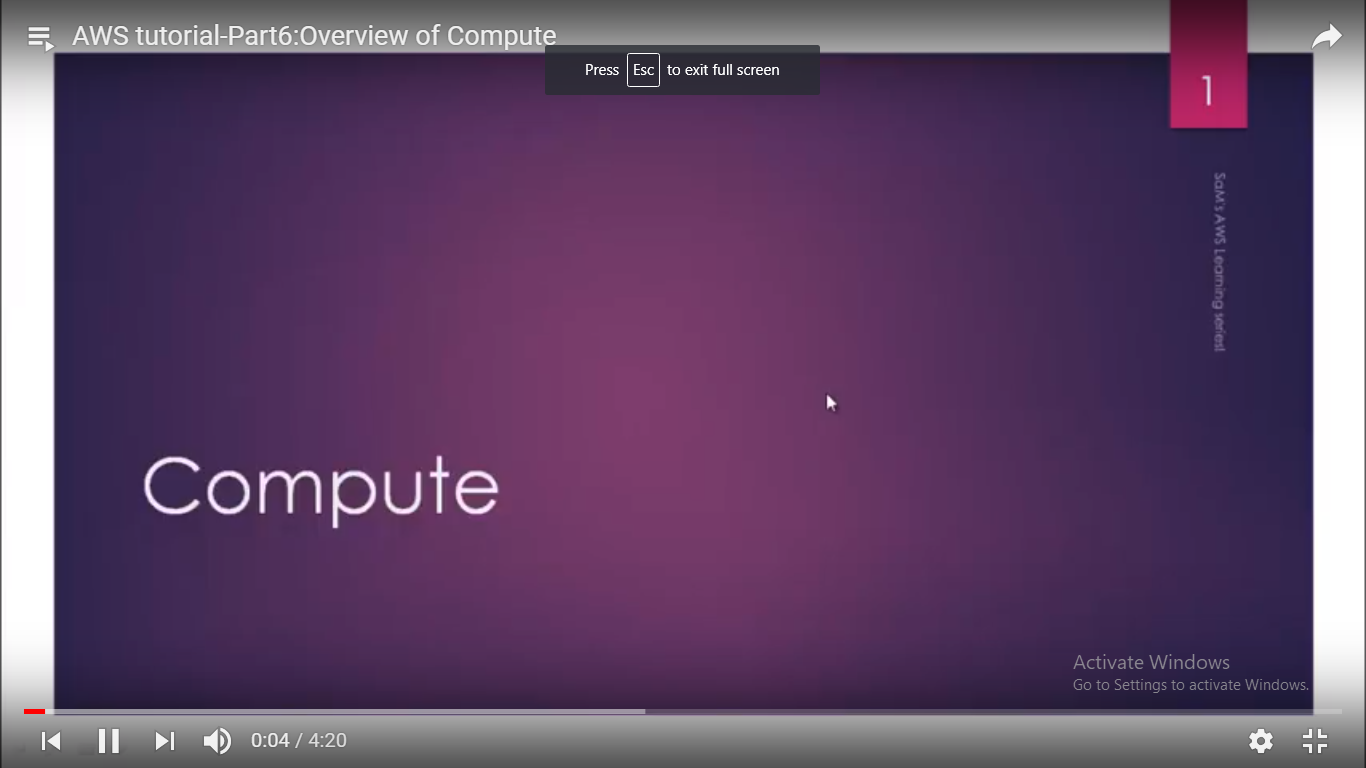 AWS tutorial-Part6:Overview of Compute
Press Esc to exit full screen
1
SaM's AWS Learning series!
Compute
Activate Windows
Go to Settings to activate Windows.
0:04 / 4:20